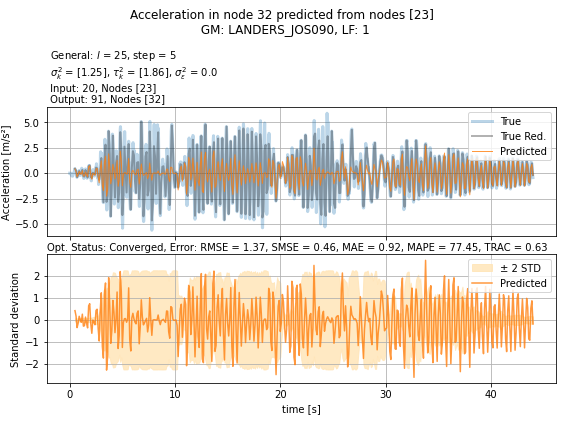 Acceleration in node 32 predicted from nodes [23]
GM: LANDERS_JOS090, LF: 1
General: l = 25, step = 5
σ²ₖ = [1.25], τ²ₖ = [1.86], σ²ₑ = 0.0
Input: 20, Nodes [23]
Output: 91, Nodes [32]
Acceleration [m/s²]
5.0
2.5
0.0
−2.5
−5.0
True
True Red.
Predicted
Opt. Status: Converged, Error: RMSE = 1.37, SMSE = 0.46, MAE = 0.92, MAPE = 77.45, TRAC = 0.63
Standard deviation
2
1
0
−1
−2
± 2 STD
Predicted
0 10 20 30 40
time [s]